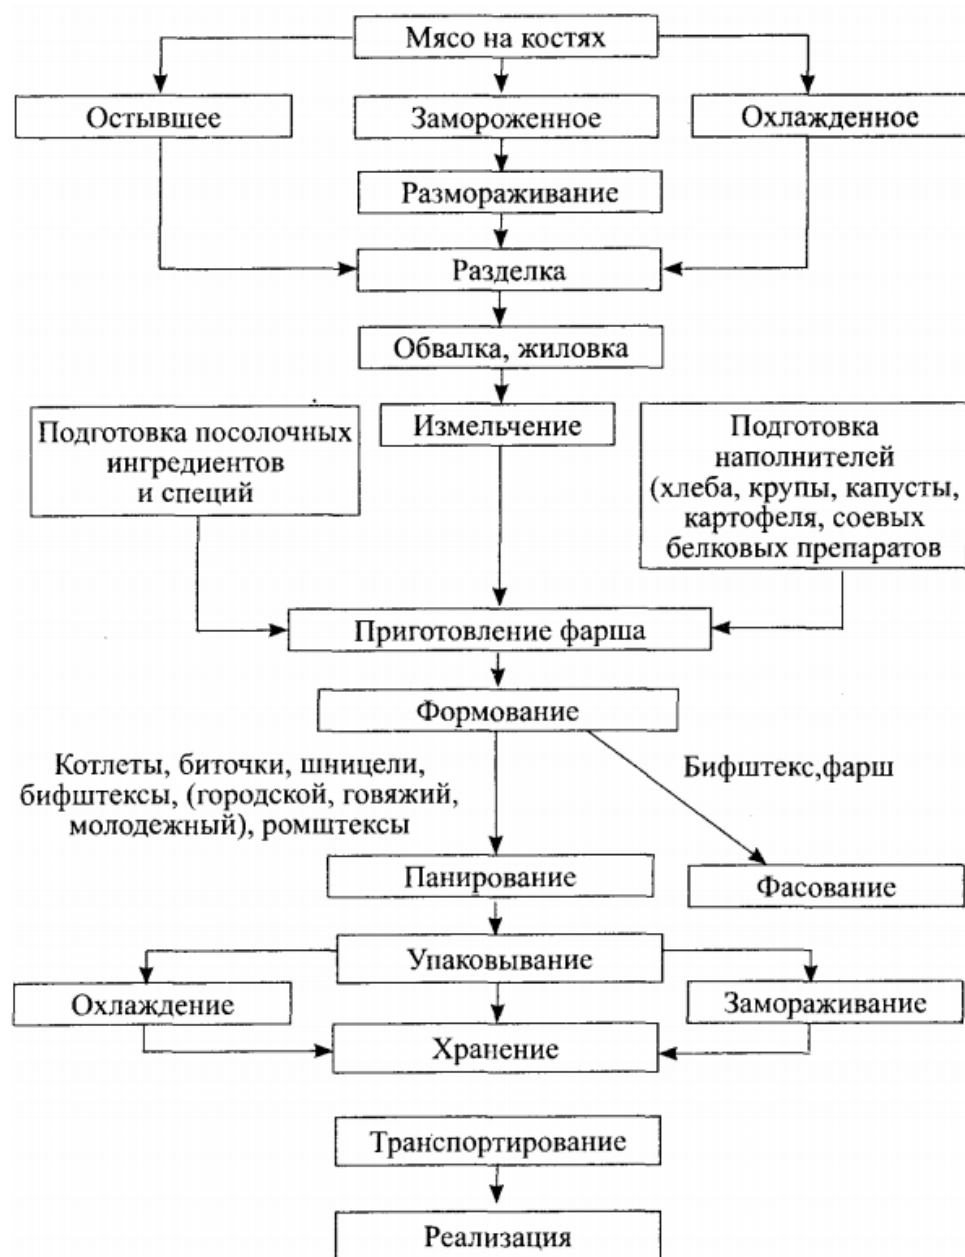 Мясо на костях
Остывшее
Замороженное
Охлажденное
Размораживание
Разделка
Обвалка, жиловка
Подготовка посолочных
ингредиентов
и специй
Измельчение
Подготовка
наполнителей
(хлеба, крупы, капусты,
картофеля, соевых
белковых препаратов
Приготовление фарша
Формование
Котлеты, биточки, шницели,
бифштексы, (городской, говяжий,
молодежный), ромштексы
Бифштекс,фарш
Панирование
Фасование
Упаковывание
Охлаждение
Замораживание
Хранение
Транспортирование
Реализация